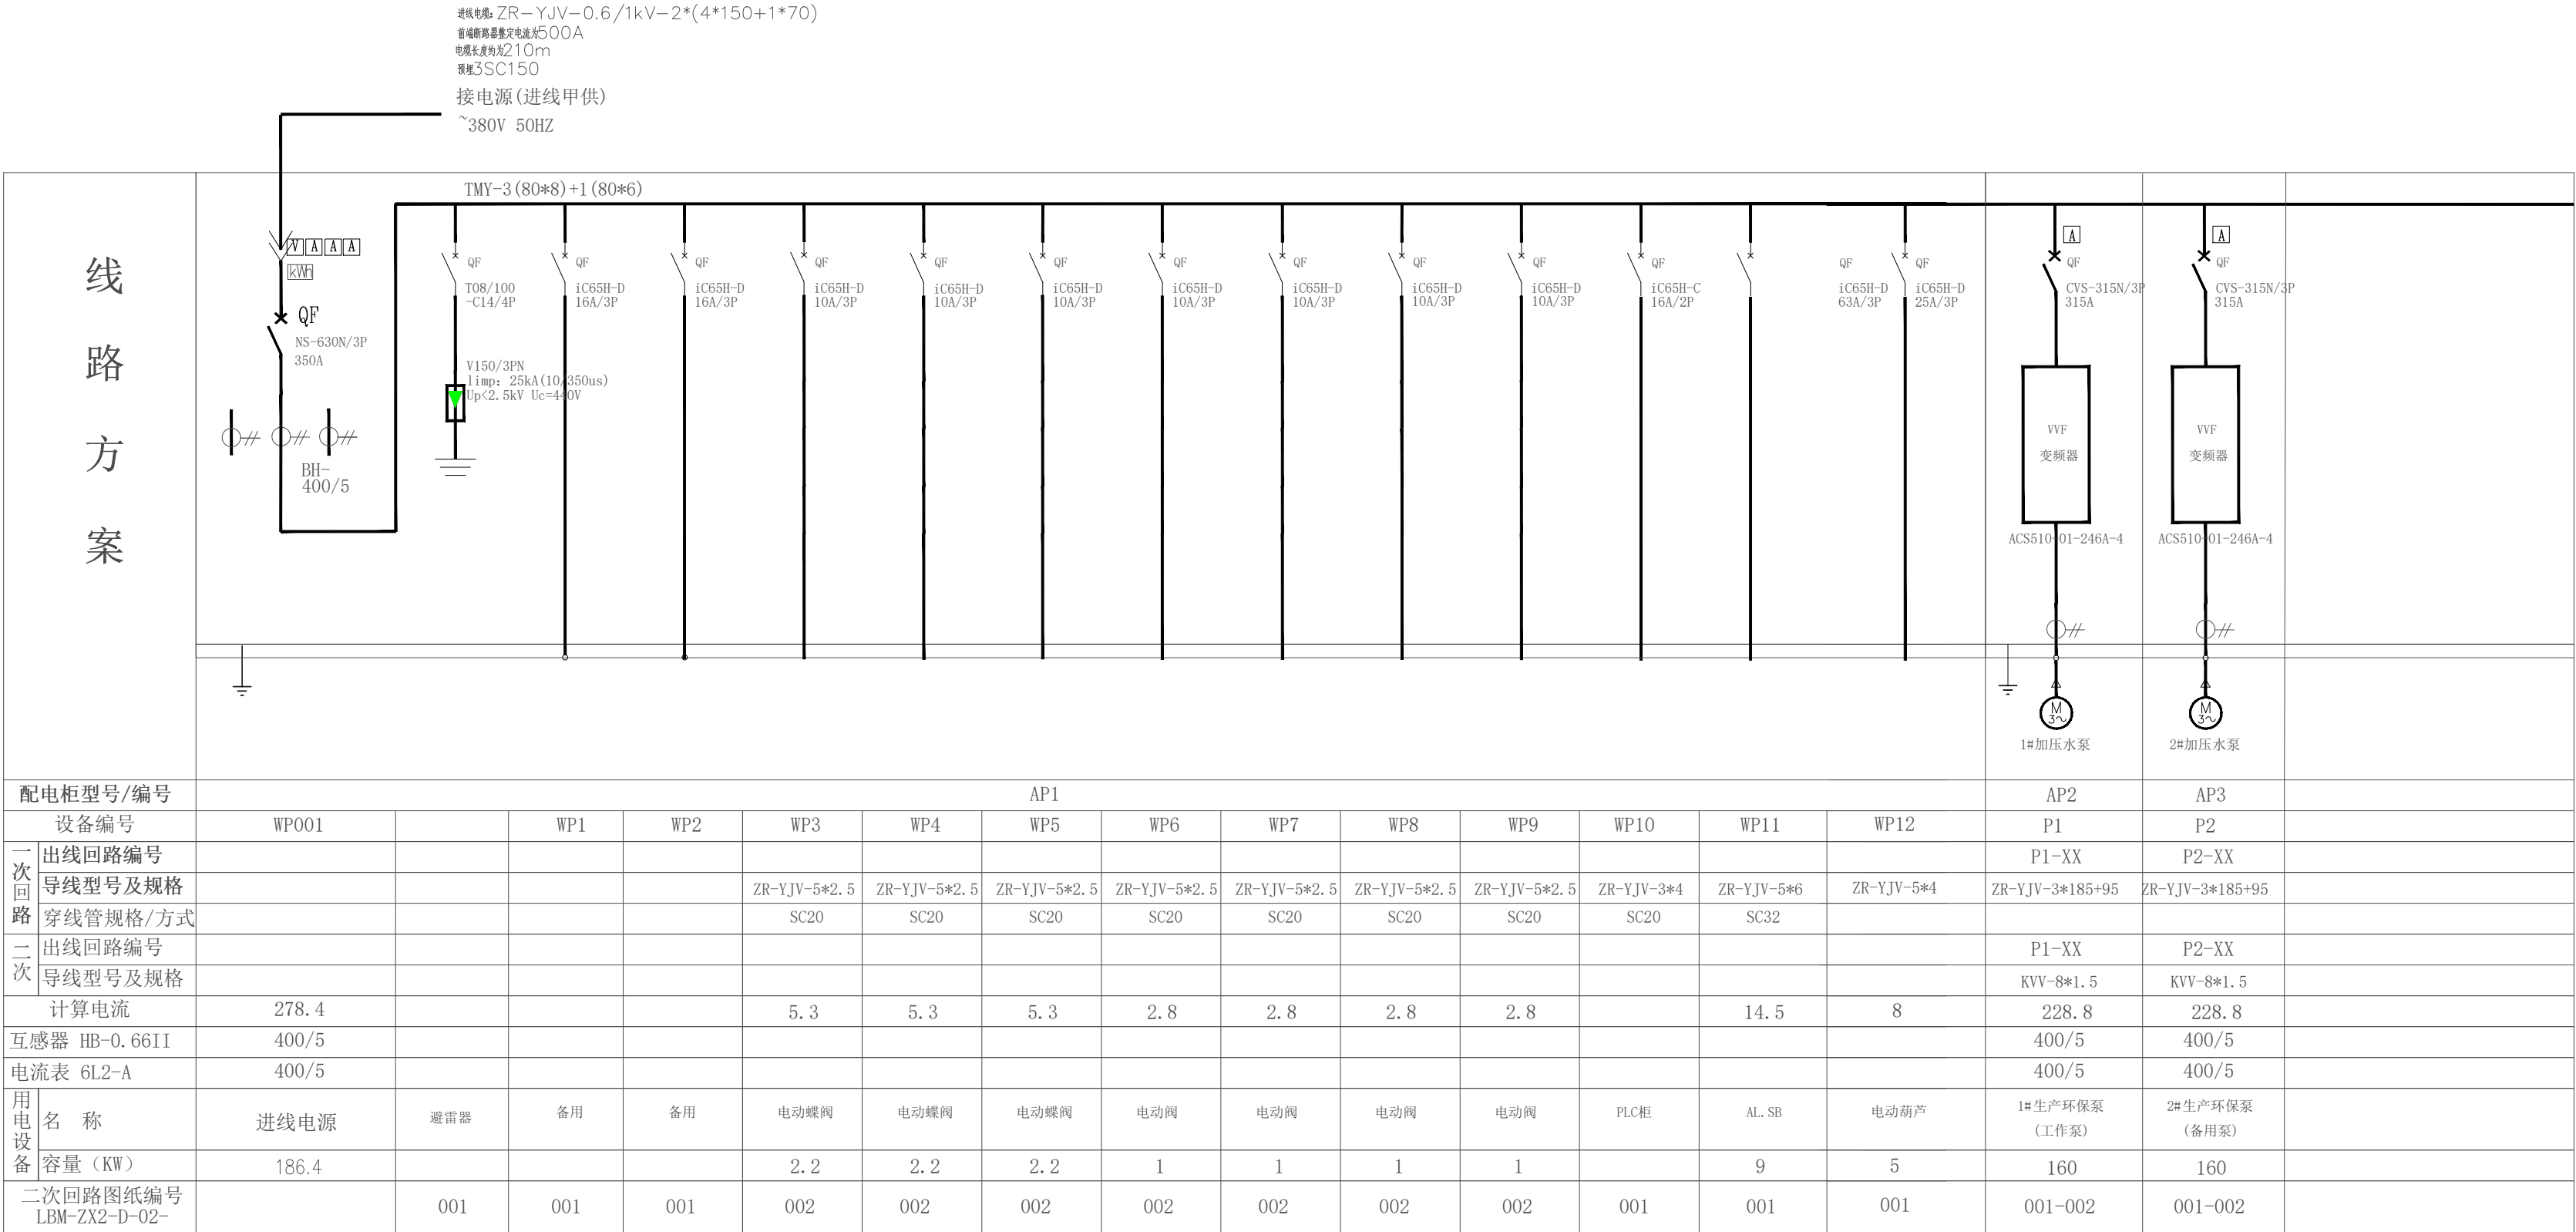 进线电缆: ZR-YJV-0.6/1kV-2*(4*150+1*70)
首端断路器整定电流为500A
电缆长度约为210m
预埋3SC150
接电源(进线甲供)
~380V 50HZ
TMY-3(80*8)+1(80*6)
线路方案
V A A A
kWh
QF
NS-630N/3P
350A
BH-
400/5
QF
T08/100
-C14/4P
V150/3PN
limp: 25kA(10/350us)
Up<2.5kV Uc=440V
QF
iC65H-D
16A/3P
QF
iC65H-D
16A/3P
QF
iC65H-D
10A/3P
QF
iC65H-D
10A/3P
QF
iC65H-D
10A/3P
QF
iC65H-D
10A/3P
QF
iC65H-D
10A/3P
QF
iC65H-D
10A/3P
QF
iC65H-D
10A/3P
QF
iC65H-C
16A/2P
QF
iC65H-D
63A/3P
QF
iC65H-D
25A/3P
A
QF
CVS-315N/3P
315A
VVF
变频器
ACS510-01-246A-4
M
3~
1#加压水泵
A
QF
CVS-315N/3P
315A
VVF
变频器
ACS510-01-246A-4
M
3~
2#加压水泵
配电柜型号/编号 AP1 AP2 AP3
设备编号 WP001 WP1 WP2 WP3 WP4 WP5 WP6 WP7 WP8 WP9 WP10 WP11 WP12 P1 P2
一次回路
出线回路编号 P1-XX P2-XX
导线型号及规格 ZR-YJV-5*2.5 ZR-YJV-5*2.5 ZR-YJV-5*2.5 ZR-YJV-5*2.5 ZR-YJV-5*2.5 ZR-YJV-5*2.5 ZR-YJV-5*2.5 ZR-YJV-3*4 ZR-YJV-5*6 ZR-YJV-5*4 ZR-YJV-3*185+95 ZR-YJV-3*185+95
穿线管规格/方式 SC20 SC20 SC20 SC20 SC20 SC20 SC20 SC20 SC32
二次
出线回路编号 P1-XX P2-XX
导线型号及规格 KVV-8*1.5 KVV-8*1.5
计算电流 278.4 5.3 5.3 5.3 2.8 2.8 2.8 2.8 14.5 8 228.8 228.8
互感器 HB-0.66II 400/5 400/5 400/5
电流表 6L2-A 400/5 400/5 400/5
用电设备
名 称 进线电源 避雷器 备用 备用 电动蝶阀 电动蝶阀 电动蝶阀 电动阀 电动阀 电动阀 电动阀 PLC柜 AL.SB 电动葫芦 1#生产环保泵 2#生产环保泵
(工作泵) (备用泵)
容量（KW） 186.4 2.2 2.2 2.2 1 1 1 1 9 5 160 160
二次回路图纸编号
LBM-ZX2-D-02- 001 001 001 002 002 002 002 002 002 002 001 001 001 001-002 001-002